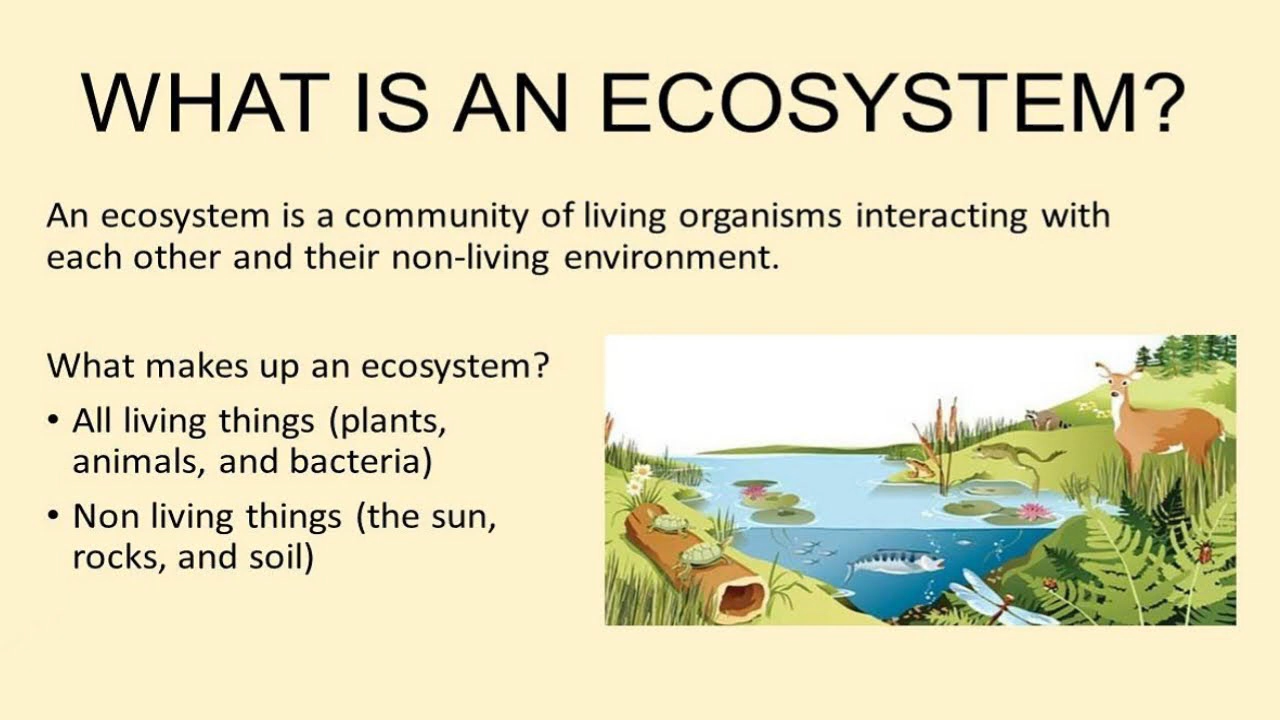 WHAT IS AN ECOSYSTEM?
An ecosystem is a community of living organisms interacting with
each other and their non-living environment.
What makes up an ecosystem?
• All living things (plants,
animals, and bacteria)
• Non living things (the sun,
rocks, and soil)